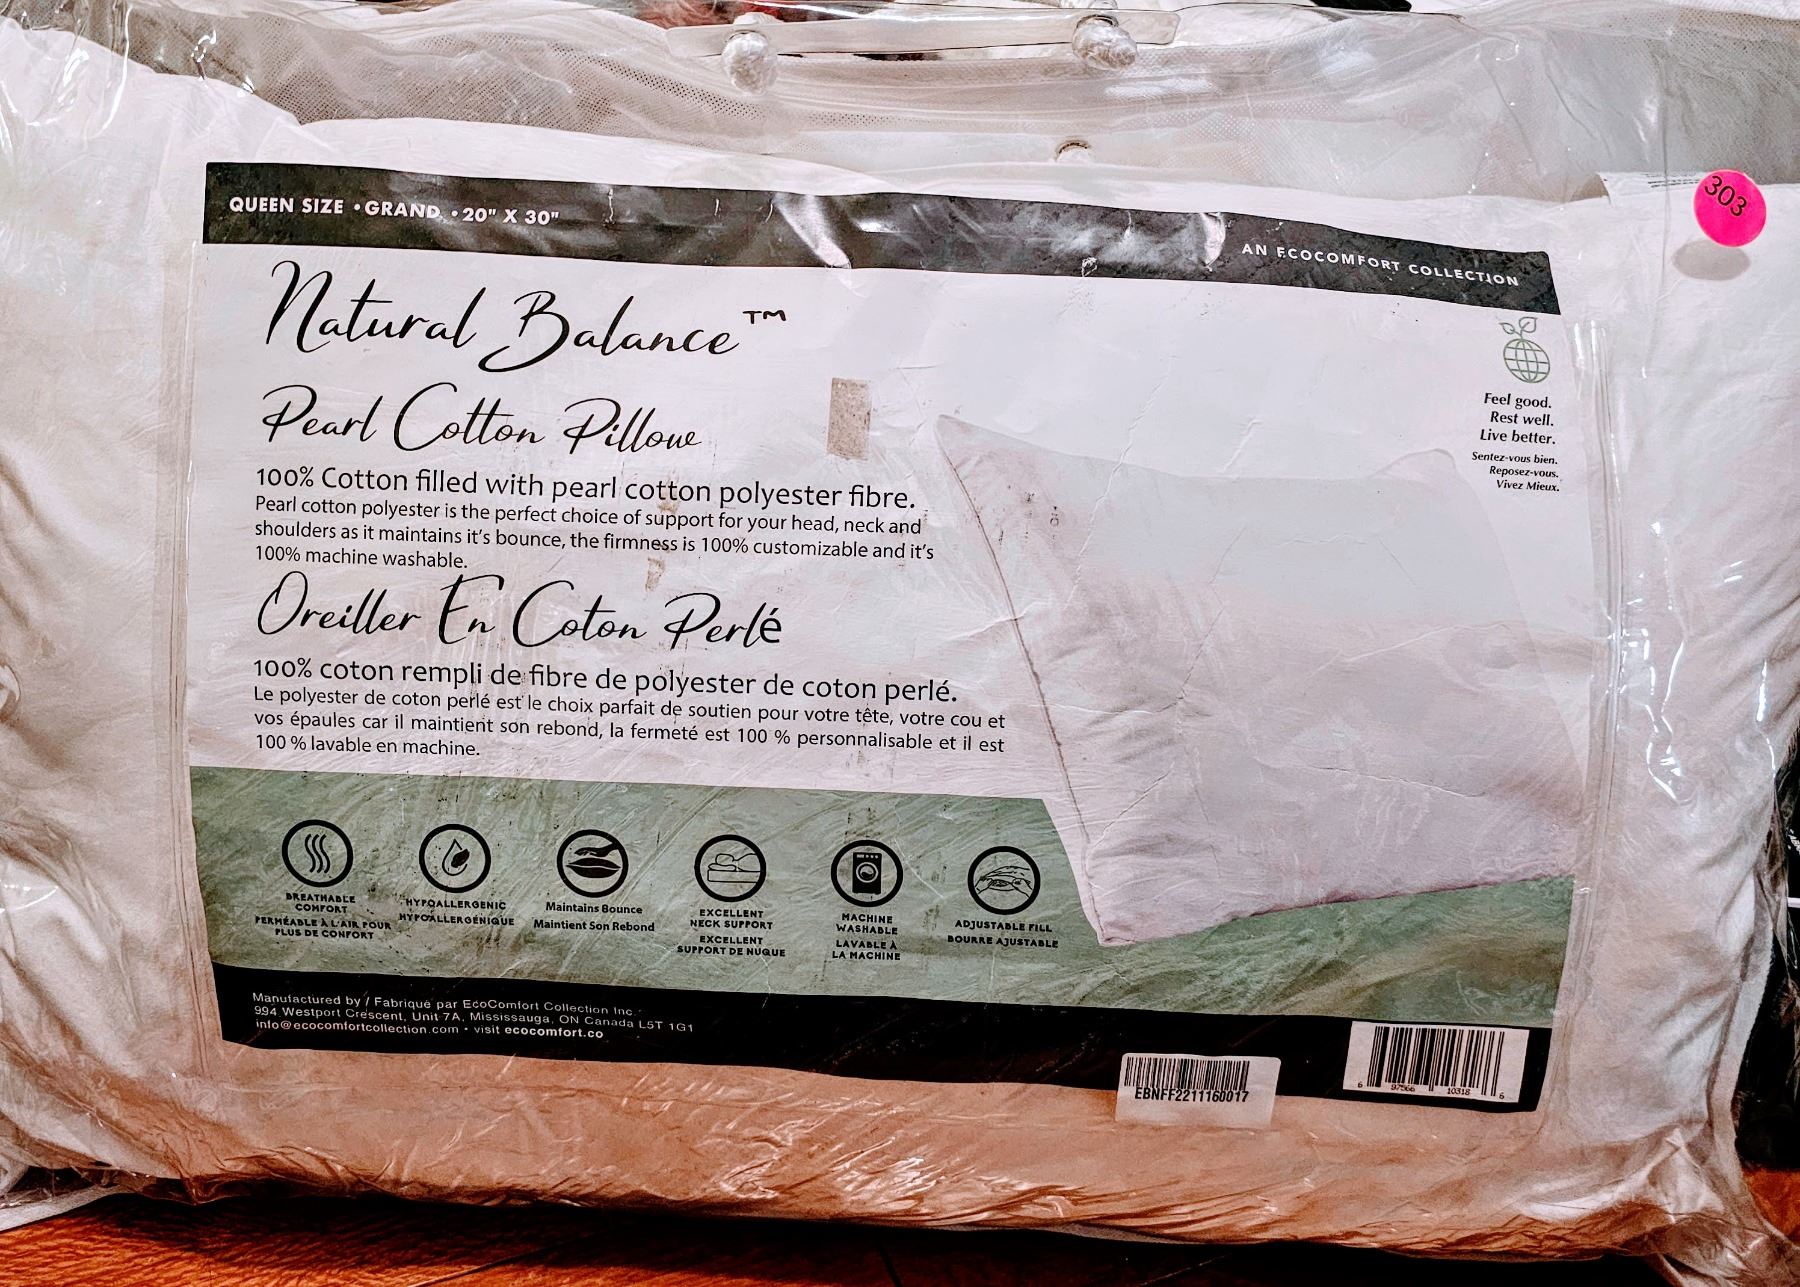 303
QUEEN SIZE • GRAND • 20" X 30"
AN ECOCOMFORT COLLECTION
Natural Balance™
Pearl Cotton Pillow
100% Cotton filled with pearl cotton polyester fibre.
Pearl cotton polyester is the perfect choice of support for your head, neck and
shoulders as it maintains it's bounce, the firmness is 100% customizable and it's
100% machine washable.
Feel good.
Rest well.
Live better.
Sentez-vous bien.
Reposez-vous.
Vivez Mieux.
Oreiller En Coton Perlé
100% coton rempli de fibre de polyester de coton perlé.
Le polyester de coton perlé est le choix parfait de soutien pour votre tête, votre cou et
vos épaules car il maintient son rebond, la fermeté est 100 % personnalisable et il est
100 % lavable en machine.
BREATHABLE
COMFORT
PERMÉABLE À L'AIR POUR
PLUS DE CONFORT
HYPOALLERGENIC
HYPOALLERGÉNIQUE
Maintains Bounce
Maintient Son Rebond
EXCELLENT
NECK SUPPORT
EXCELLENT
SUPPORT DE NUQUE
MACHINE
WASHABLE
LAVABLE À
LA MACHINE
ADJUSTABLE FILL
BOURRE AJUSTABLE
Manufactured by / Fabriqué par EcoComfort Collection Inc.
994 Westport Crescent, Unit 7A, Mississauga, ON Canada L5T 1G1
info@ecocomfortcollection.com • visit ecocomfort.co
EBNFF2211160017
6 97566 10318 6